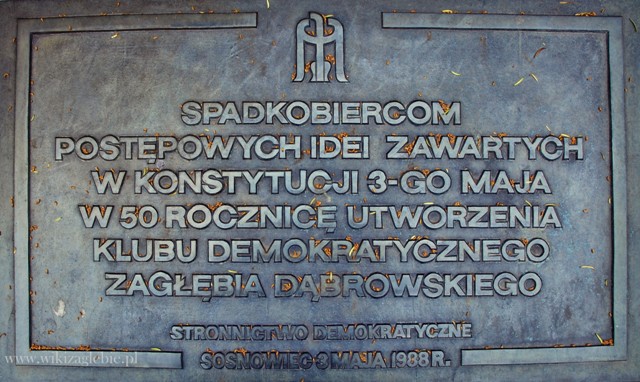 SPADKOBIERCOM
POSTĘPOWYCH IDEI ZAWARTYCH
W KONSTYTUCJI 3-GO MAJA
W 50 ROCZNICĘ UTWORZENIA
KLUBU DEMOKRATYCZNEGO
ZAGŁĘBIA DĄBROWSKIEGO
STRONNICTWO DEMOKRATYCZNE
SOSNOWIEC 3 MAJA 1988 R.
www.wikizaglebie.pl